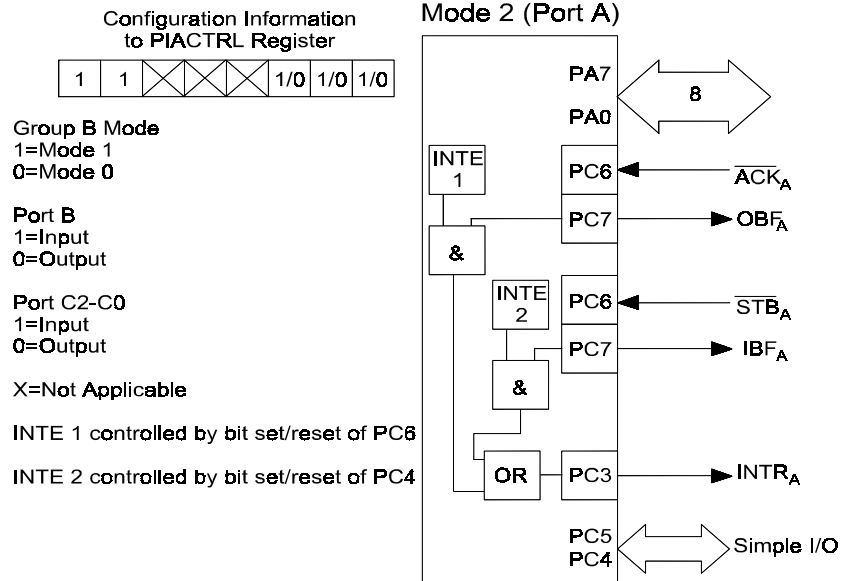 Configuration Information
to PIACTRL Register
1 1 1/0 1/0 1/0
Group B Mode
1=Mode 1
0=Mode 0
Port B
1=Input
0=Output
Port C2-C0
1=Input
0=Output
X=Not Applicable
INTE 1 controlled by bit set/reset of PC6
INTE 2 controlled by bit set/reset of PC4
Mode 2 (Port A)
PA7
8
PA0
INTE
1
PC6
ACKA
PC7
OBFA
&
INTE
2
PC6
STBA
PC7
IBFA
&
OR
PC3
INTRA
PC5
PC4
Simple I/O